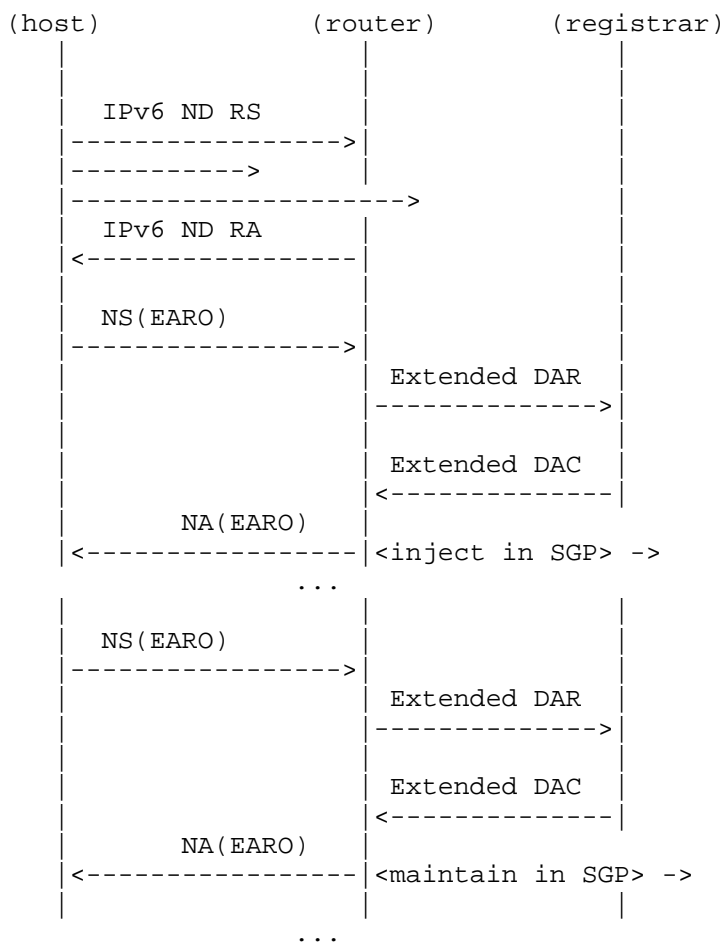 (host) (router) (registrar)
IPv6 ND RS
IPv6 ND RA
NS(EARO)
Extended DAR
Extended DAC
NA(EARO)
<inject in SGP> ->
...
NS(EARO)
Extended DAR
Extended DAC
NA(EARO)
<maintain in SGP> ->
...